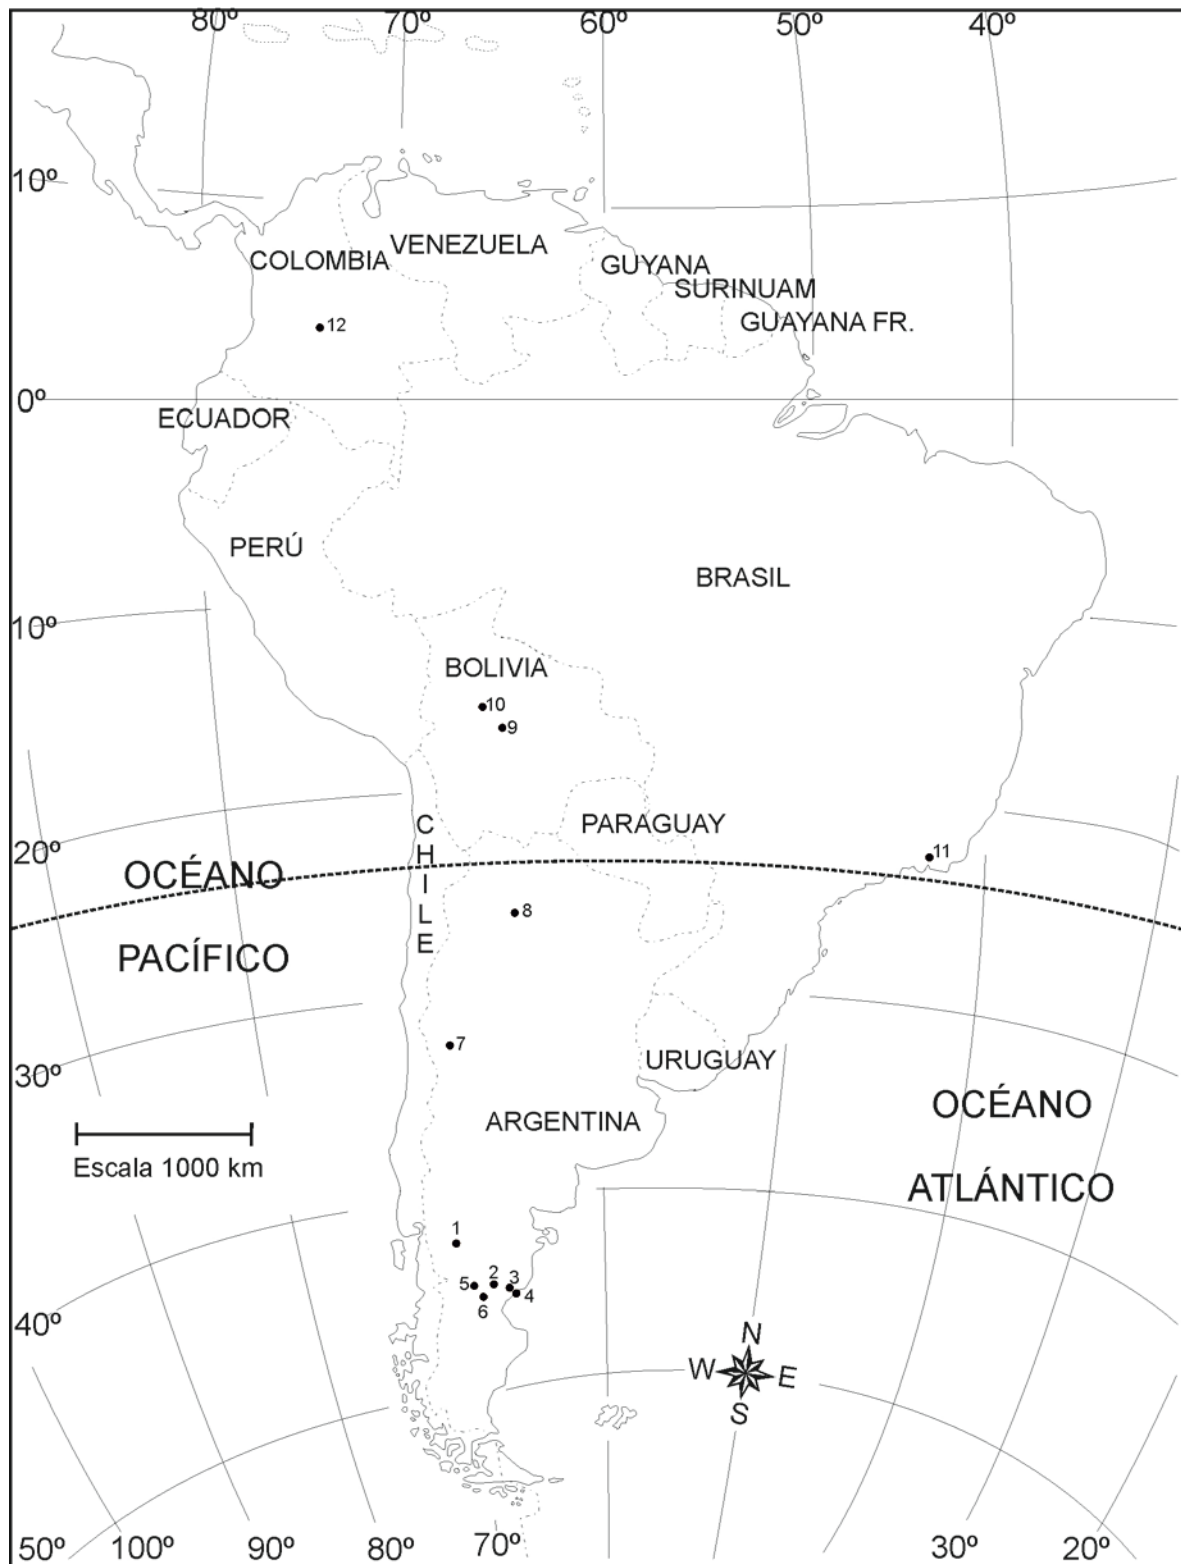 80º 70º 60º 50º 40º
10º
VENEZUELA
COLOMBIA
GUYANA
SURINUAM
GUAYANA FR.
12
0º
ECUADOR
PERÚ
BRASIL
10º
BOLIVIA
10
9
CHILE
PARAGUAY
20º
11
OCÉANO
PACÍFICO
8
7
30º
URUGUAY
ARGENTINA
OCÉANO
ATLÁNTICO
Escala 1000 km
1
5
2
3
4
6
40º
N
W
E
S
50º 100º 90º 80º 70º 30º 20º